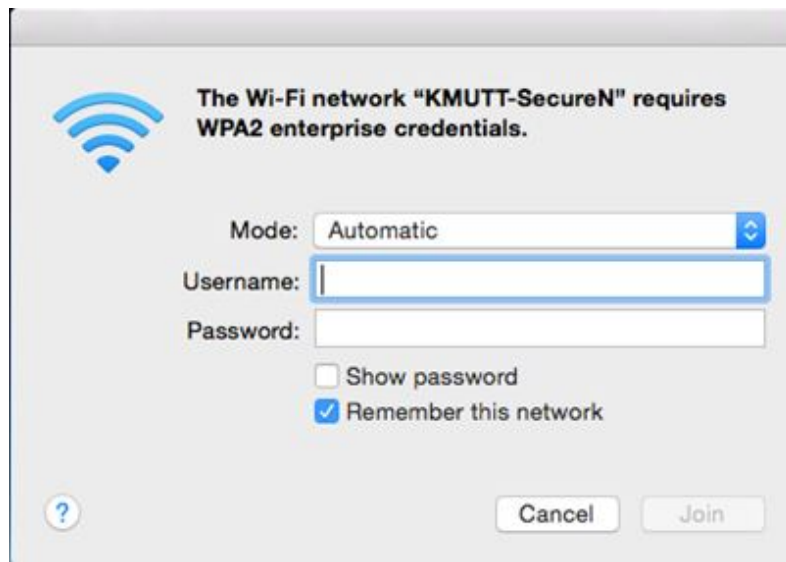 The Wi-Fi network “KMUTT-SecureN” requires
WPA2 enterprise credentials.
Mode: Automatic
Username:
Password:
Show password
Remember this network
? Cancel Join